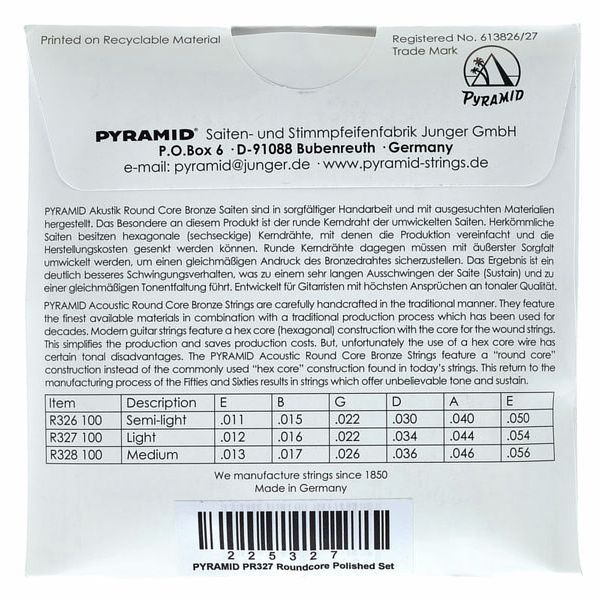 Printed on Recyclable Material
Registered No. 613826/27
Trade Mark
PYRAMID
PYRAMID® Saiten- und Stimmpfeifenfabrik Junger GmbH
P.O.Box 6 · D-91088 Bubenreuth · Germany
e-mail: pyramid@junger.de · www.pyramid-strings.de
PYRAMID Akustik Round Core Bronze Saiten sind in sorgfältiger Handarbeit und mit ausgesuchten Materialien
hergestellt. Das Besondere an diesem Produkt ist der runde Kerndraht der umwickelten Saiten. Herkömmliche
Saiten besitzen hexagonale (sechseckige) Kerndrähte, mit denen die Produktion vereinfacht und die
Herstellungskosten gesenkt werden können. Runde Kerndrähte dagegen müssen mit äußerster Sorgfalt
umwickelt werden, um einen gleichmäßigen Andruck des Bronzedrahtes sicherzustellen. Das Ergebnis ist ein
deutlich besseres Schwingungsverhalten, was zu einem sehr langen Ausschwingen der Saite (Sustain) und zu
einer gleichmäßigen Tonentfaltung führt. Entwickelt für Gitarristen mit höchsten Ansprüchen an tonaler Qualität.
PYRAMID Acoustic Round Core Bronze Strings are carefully handcrafted in the traditional manner. They feature
the finest available materials in combination with a traditional production process which has been used for
decades. Modern guitar strings feature a hex core (hexagonal) construction with the core for the wound strings.
This simplifies the production and saves production costs. But, unfortunately the use of a hex core wire has
certain tonal disadvantages. The PYRAMID Acoustic Round Core Bronze Strings feature a "round core"
construction instead of the commonly used "hex core" construction found in today's strings. This return to the
manufacturing process of the Fifties and Sixties results in strings which offer unbelievable tone and sustain.
Item Description E B G D A E
R326 100 Semi-light .011 .015 .022 .030 .040 .050
R327 100 Light .012 .016 .022 .034 .044 .054
R328 100 Medium .013 .017 .026 .036 .046 .056
We manufacture strings since 1850
Made in Germany
225327
PYRAMID PR327 Roundcore Polished Set